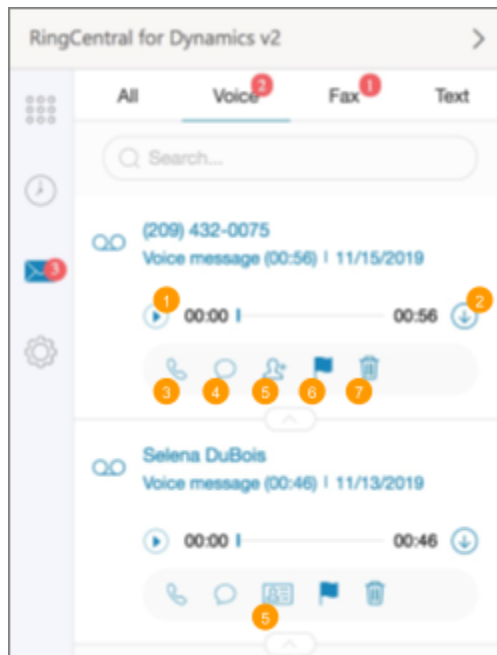 RingCentral for Dynamics v2
All Voice 2 Fax 1 Text
Search...
3
(209) 432-0075
Voice message (00:56) | 11/15/2019
1 00:00 00:56 2
3 4 5 6 7
Selena DuBois
Voice message (00:46) | 11/13/2019
00:00 00:46
5